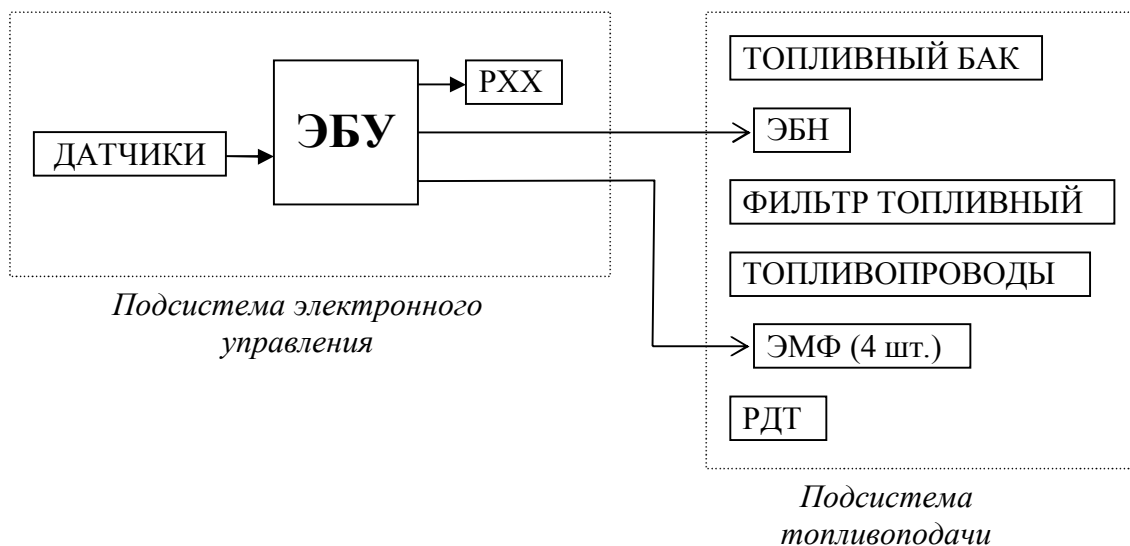 ДАТЧИКИ
ЭБУ
РХХ
Подсистема электронного
управления
ТОПЛИВНЫЙ БАК
ЭБН
ФИЛЬТР ТОПЛИВНЫЙ
ТОПЛИВОПРОВОДЫ
ЭМФ (4 шт.)
РДТ
Подсистема
топливоподачи